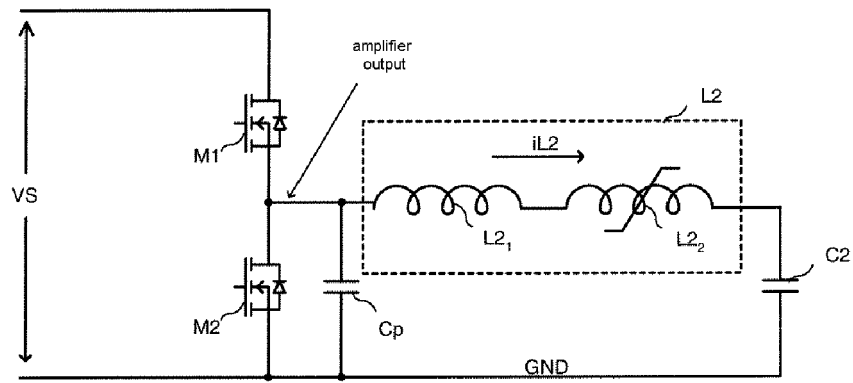 amplifier
output
L2
iL2
M1
VS
L2₁
L2₂
C2
M2
Cp
GND